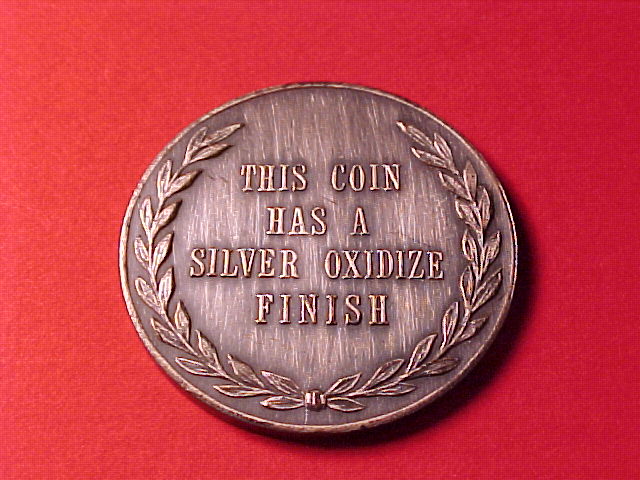 THIS COIN
HAS A
SILVER OXIDIZE
FINISH